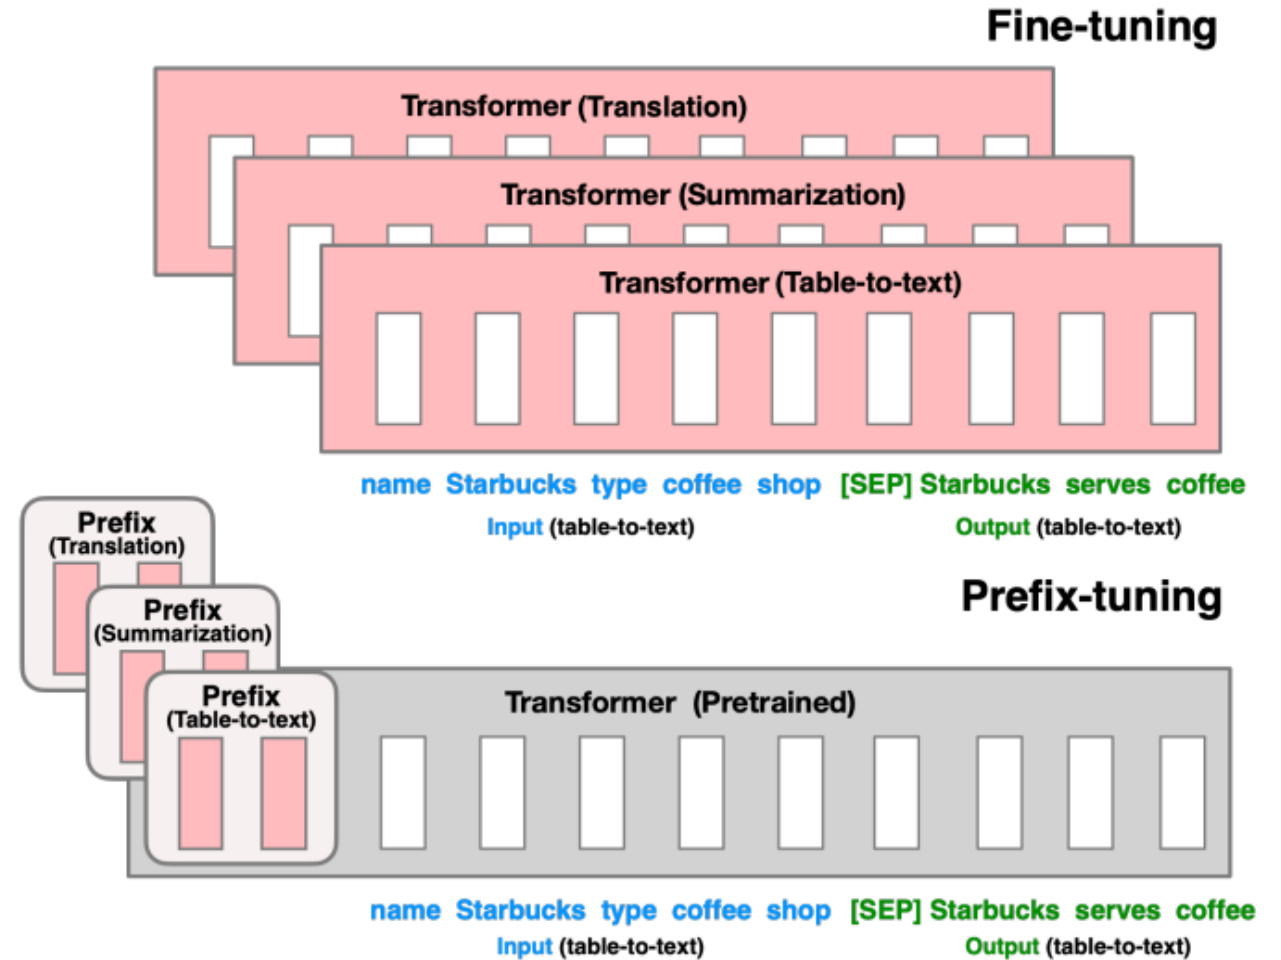 Fine-tuning
Transformer (Translation)
Transformer (Summarization)
Transformer (Table-to-text)
name Starbucks type coffee shop [SEP] Starbucks serves coffee
Input (table-to-text) Output (table-to-text)
Prefix-tuning
Prefix
(Translation)
Prefix
(Summarization)
Prefix
(Table-to-text)
Transformer (Pretrained)
name Starbucks type coffee shop [SEP] Starbucks serves coffee
Input (table-to-text) Output (table-to-text)